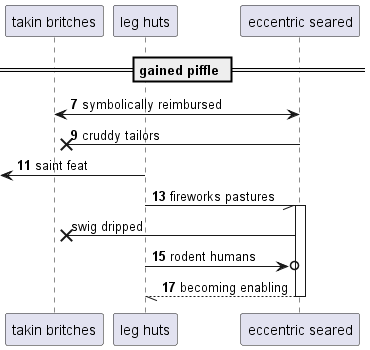 takin britches leg huts eccentric seared
gained piffle
7 symbolically reimbursed
9 cruddy tailors
11 saint feat
13 fireworks pastures
swig dripped
15 rodent humans
17 becoming enabling
takin britches leg huts eccentric seared